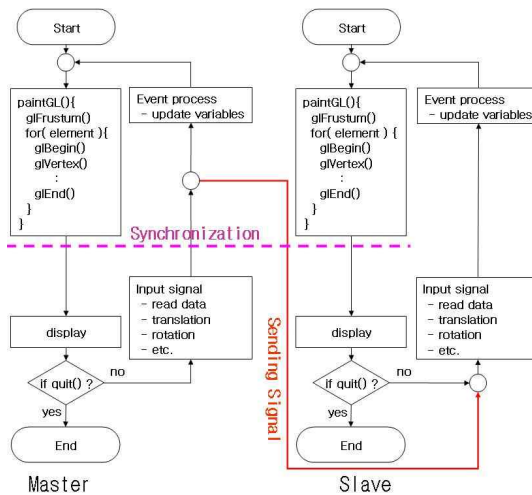 Start
paintGL(){
glFrustum()
for( element ){
glBegin()
glVertex()
:
glEnd()
}
}
Event process
- update variables
Synchronization
Input signal
- read data
- translation
- rotation
- etc.
display
if quit() ?
no
yes
End
Master
Sending Signal
Start
paintGL(){
glFrustum()
for( element ) {
glBegin()
glVertex()
:
glEnd()
}
}
Event process
- update variables
Input signal
- read data
- translation
- rotation
- etc.
display
if quit() ?
no
yes
End
Slave